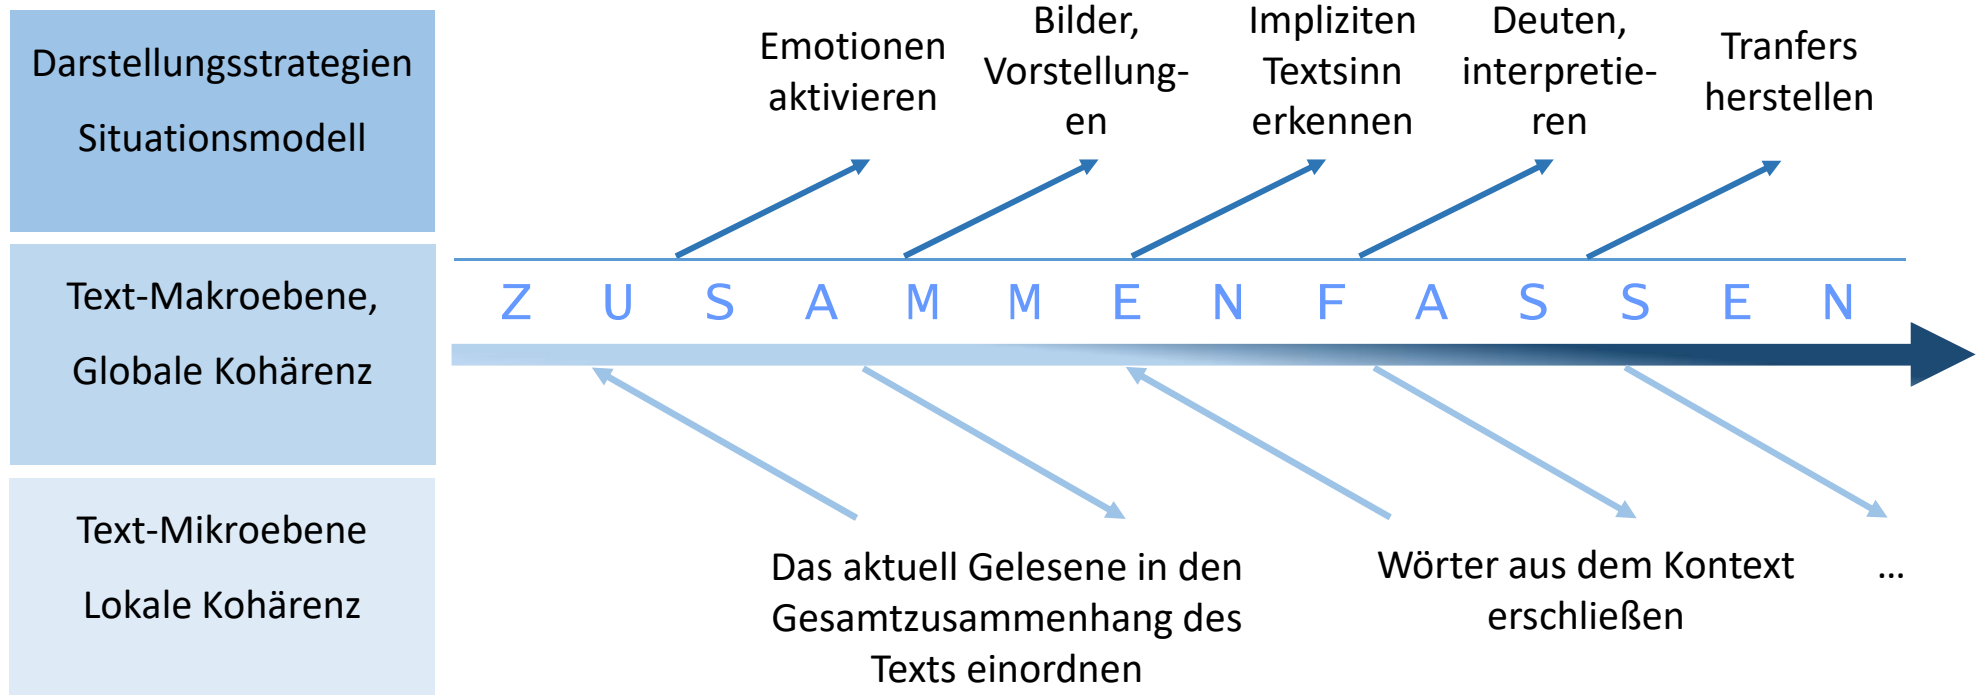 Darstellungsstrategien
Situationsmodell
Emotionen
aktivieren
Bilder,
Vorstellung-
en
Impliziten
Textsinn
erkennen
Deuten,
interpretie-
ren
Tranfers
herstellen
Text-Makroebene,
Globale Kohärenz
Z U S A M M E N F A S S E N
Text-Mikroebene
Lokale Kohärenz
Das aktuell Gelesene in den
Gesamtzusammenhang des
Texts einordnen
Wörter aus dem Kontext
erschließen
...